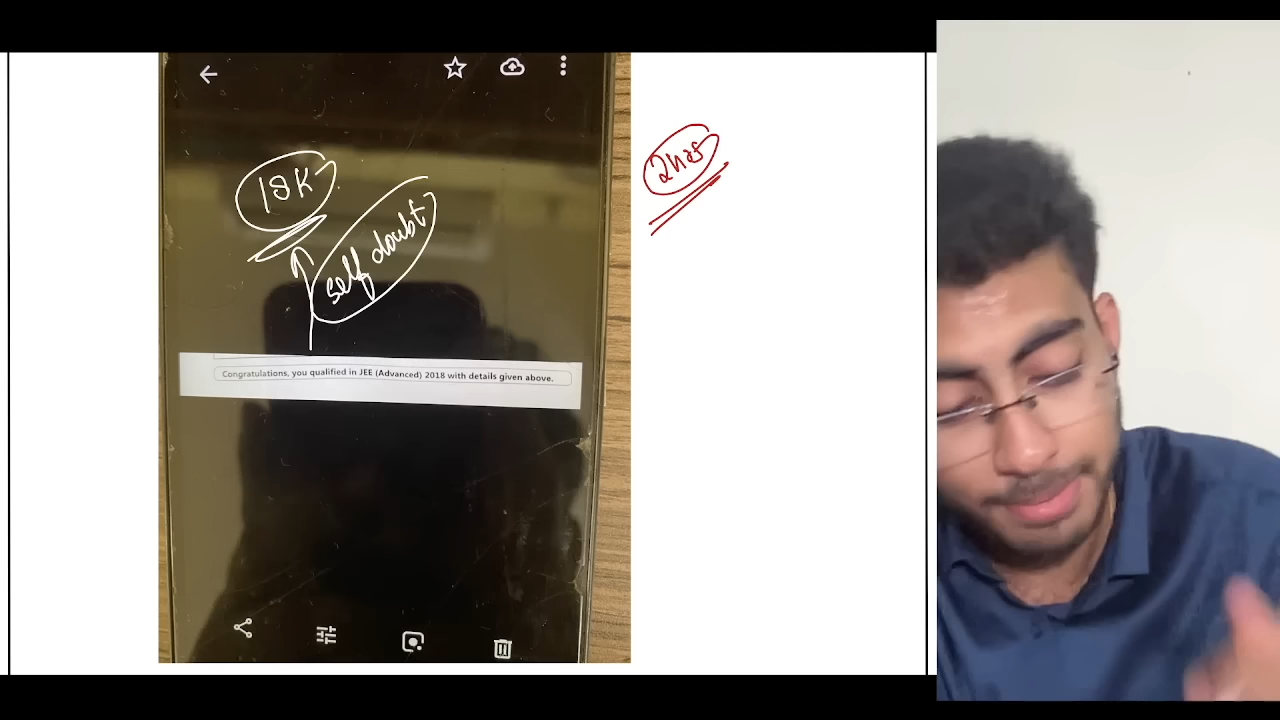 18K
2hrs
self doubt
Congratulations, you qualified in JEE (Advanced) 2018 with details given above.